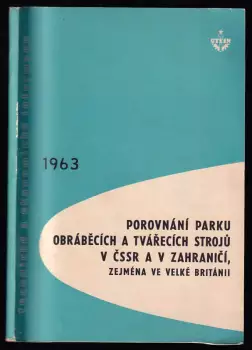 1963
POROVNÁNÍ PARKU
OBRÁBĚCÍCH A TVÁŘECÍCH STROJŮ
V ČSSR A V ZAHRANIČÍ,
ZEJMÉNA VE VELKÉ BRITÁNII